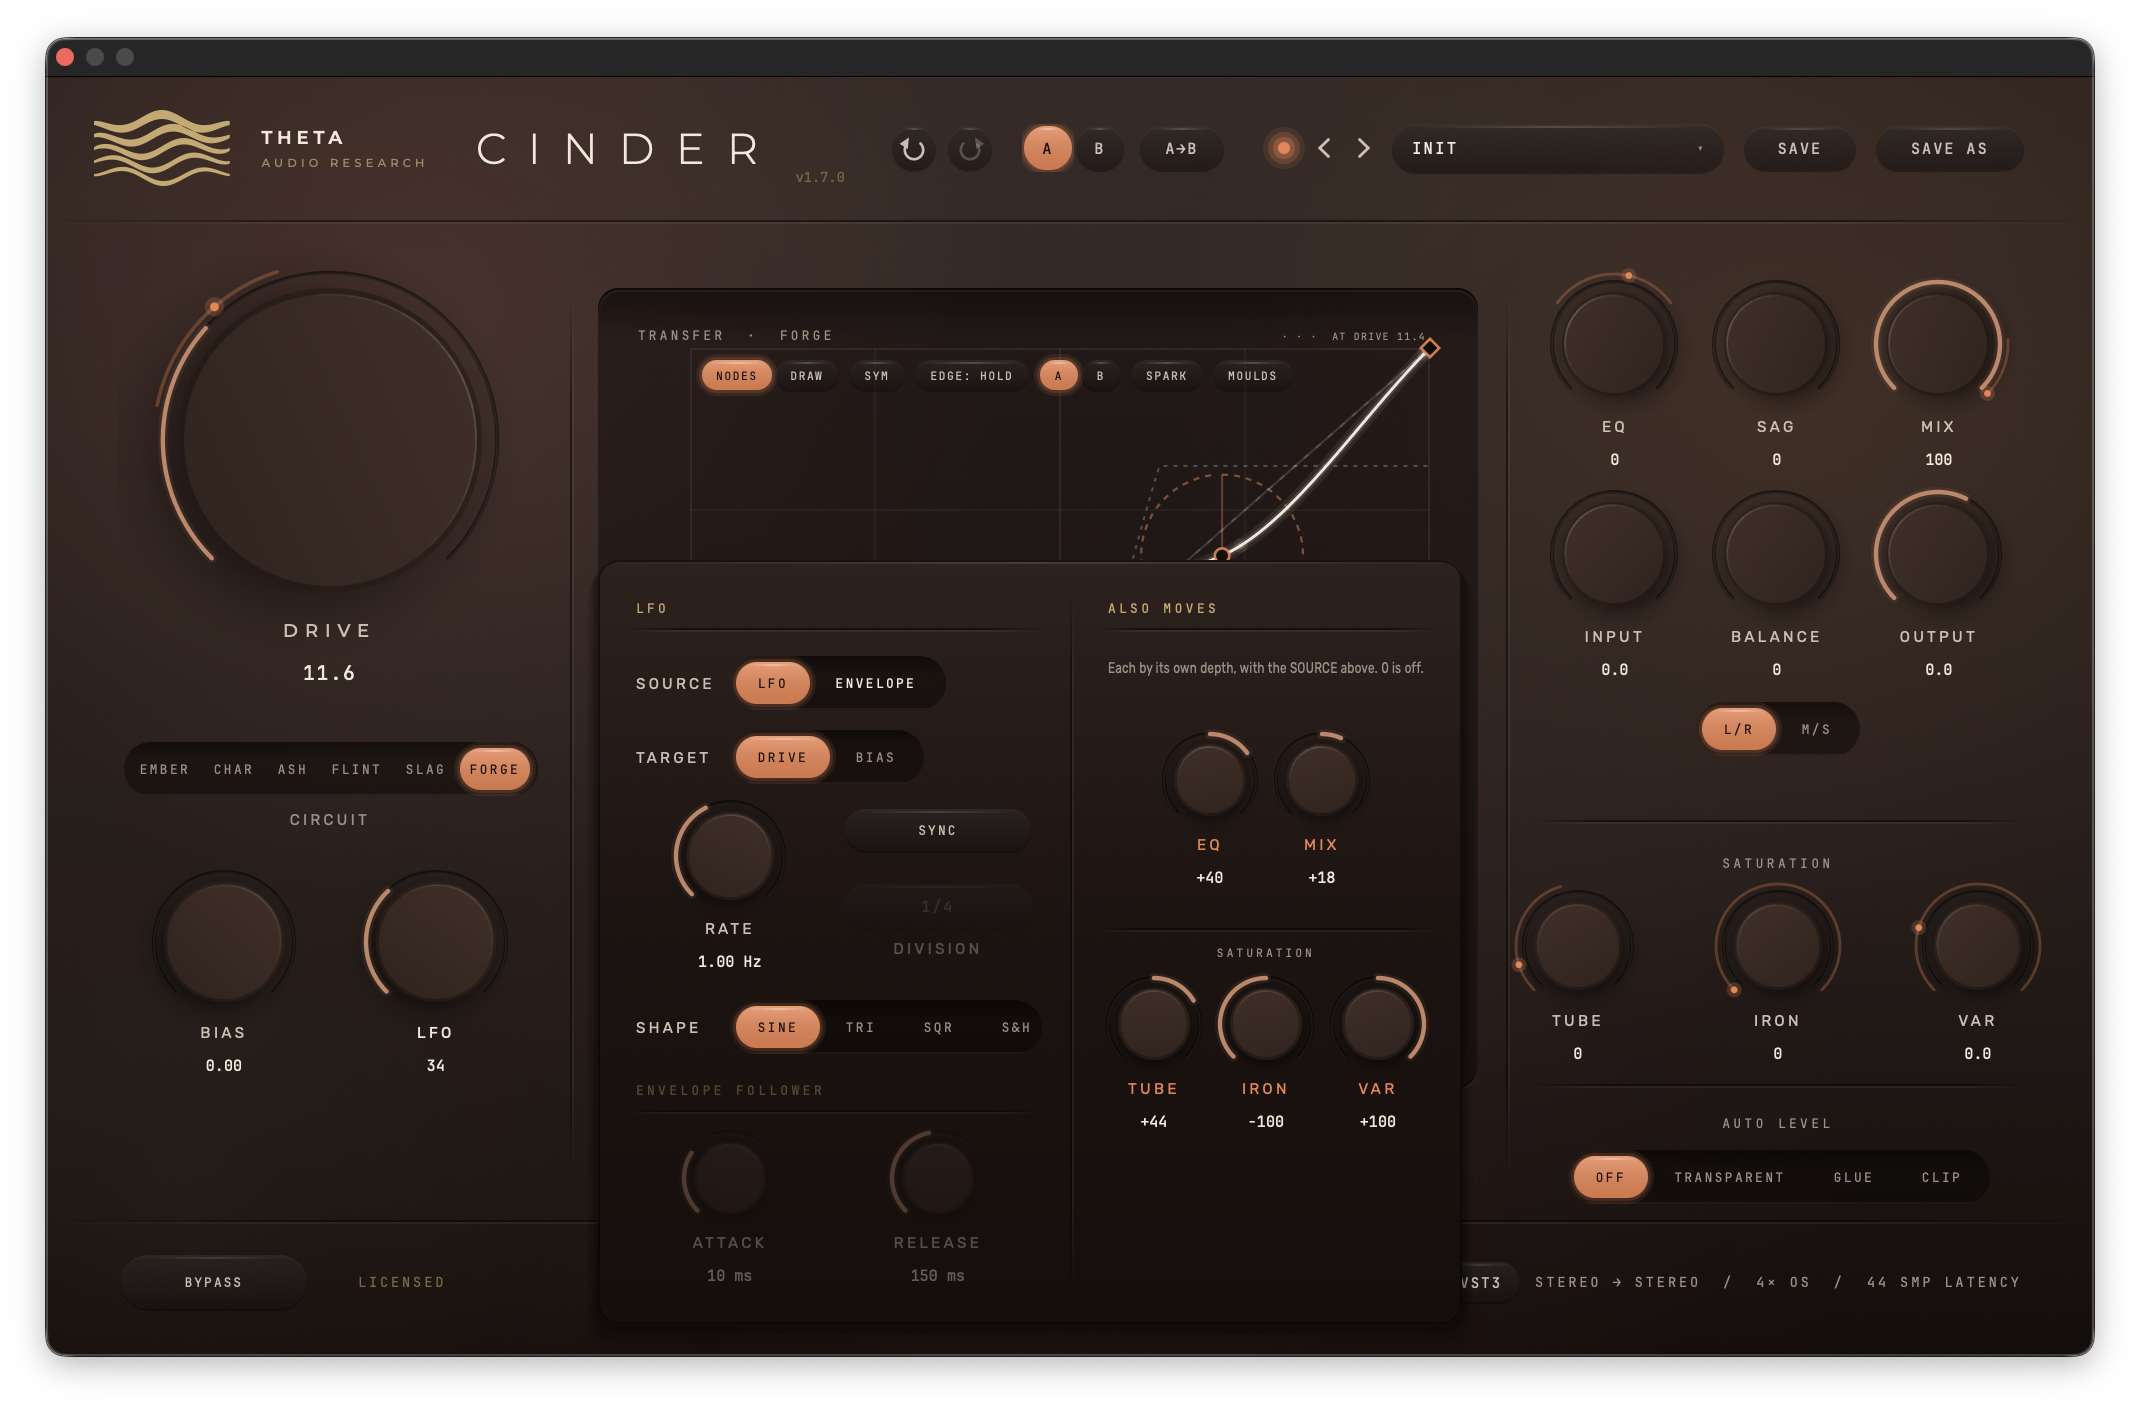 THETA
AUDIO RESEARCH
CINDER
v1.7.0
A B A→B
INIT
SAVE SAVE AS
TRANSFER · FORGE
· · · AT DRIVE 11.4
NODES DRAW SYM EDGE: HOLD A B SPARK MOULDS
DRIVE
11.6
EMBER CHAR ASH FLINT SLAG FORGE
CIRCUIT
BIAS LFO
0.00 34
LFO
SOURCE LFO ENVELOPE
TARGET DRIVE BIAS
SYNC
1/4
DIVISION
RATE
1.00 Hz
SHAPE SINE TRI SQR S&H
ENVELOPE FOLLOWER
ATTACK RELEASE
10 ms 150 ms
ALSO MOVES
Each by its own depth, with the SOURCE above. 0 is off.
EQ MIX
+40 +18
SATURATION
TUBE IRON VAR
+44 -100 +100
EQ SAG MIX
0 0 100
INPUT BALANCE OUTPUT
0.0 0 0.0
L/R M/S
SATURATION
TUBE IRON VAR
0 0 0.0
AUTO LEVEL
OFF TRANSPARENT GLUE CLIP
BYPASS LICENSED
VST3 STEREO → STEREO / 4× OS / 44 SMP LATENCY